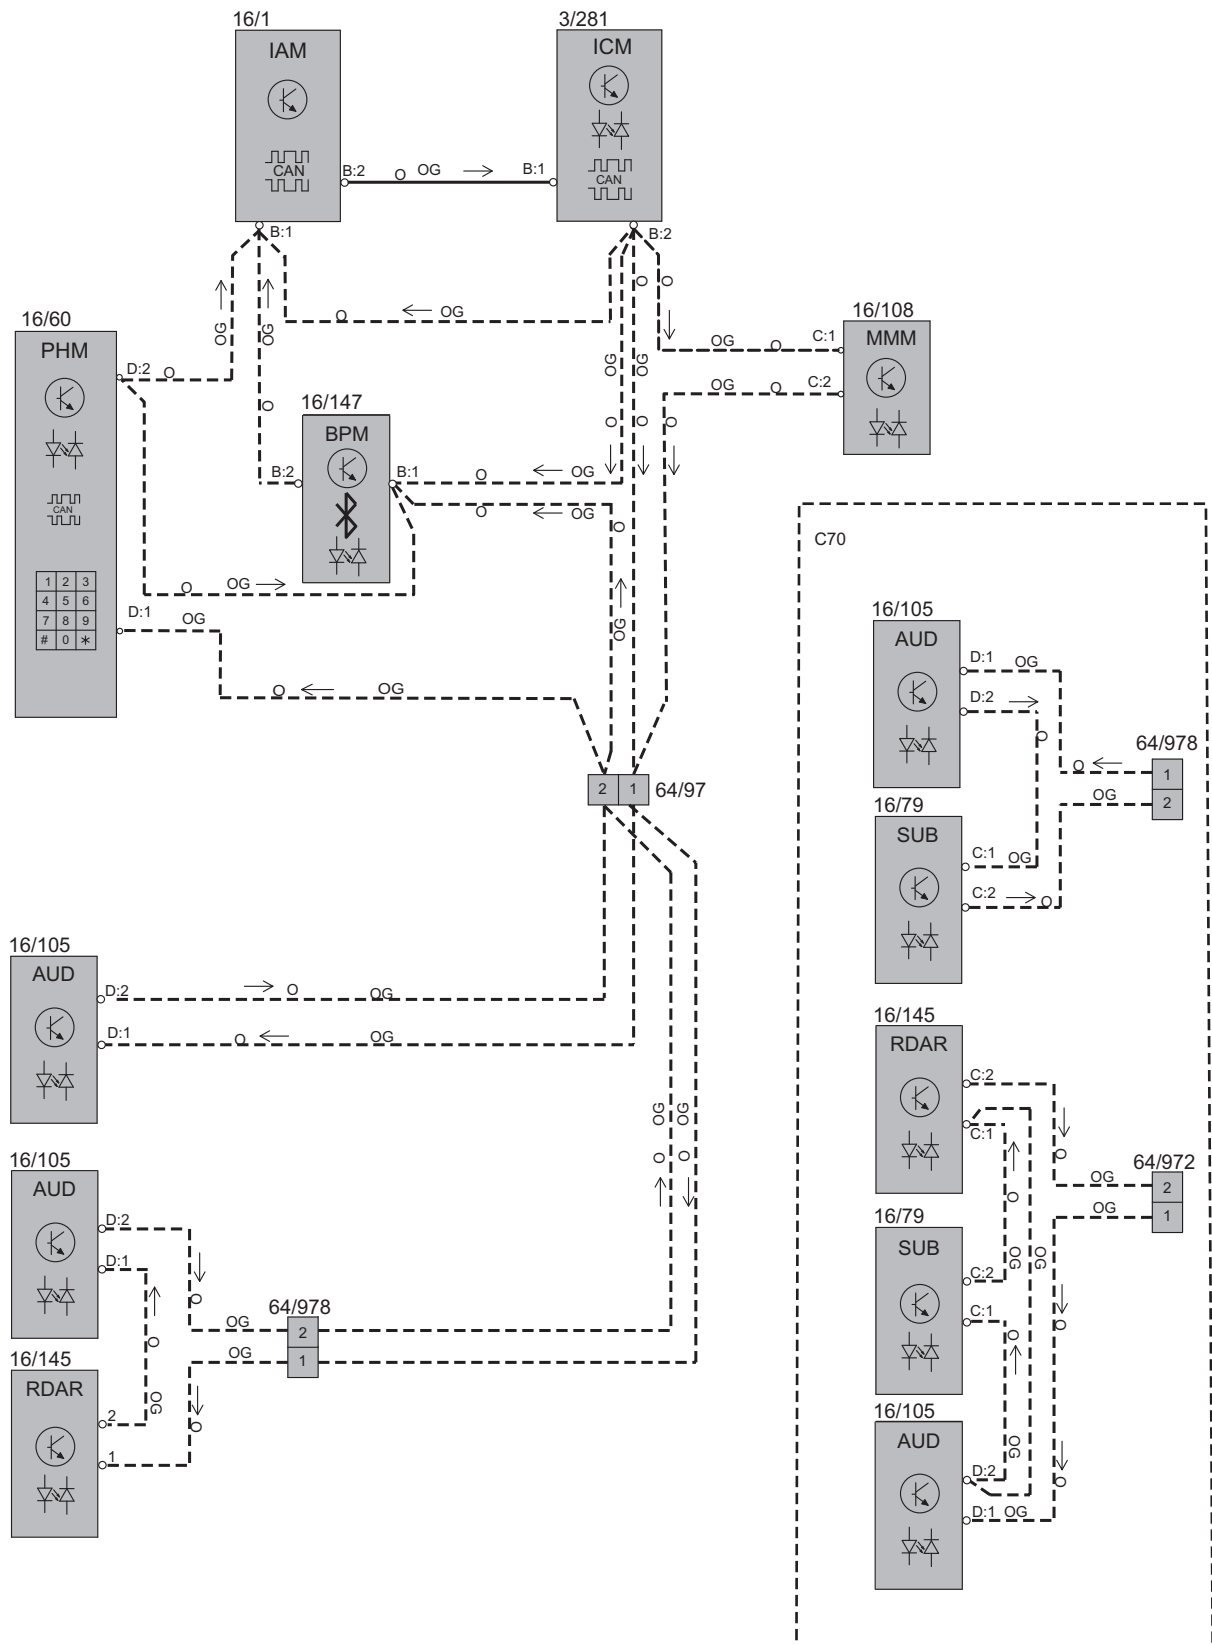 16/1
3/281
IAM
ICM
CAN
CAN
B:2 O OG B:1
B:1
B:2
O O
OG OG
O OG
16/60
PHM
D:2 O
CAN
1 2 3
4 5 6
7 8 9
# 0 *
D:1 OG
O
16/147
BPM
B:2
B:1
O OG
O OG
O OG
O OG
OG OG
O O O
16/108
MMM
OG O C:1
OG O C:2
O
OG
2 1 64/97
C70
16/105
AUD
D:1 OG
D:2
O
64/978
O 1
OG 2
16/79
SUB
C:1 OG
C:2 O
16/105
AUD
D:2 O OG
D:1 O OG
16/145
RDAR
C:2
C:1
O
O
OG
OG
64/972
OG 2
OG 1
O
O
16/79
SUB
C:2
C:1
O
OG
16/105
AUD
D:2
D:1 OG
OG OG
O O
16/105
AUD
D:2
D:1
O
O
OG
64/978
OG 2
OG 1
O
16/145
RDAR
2
1